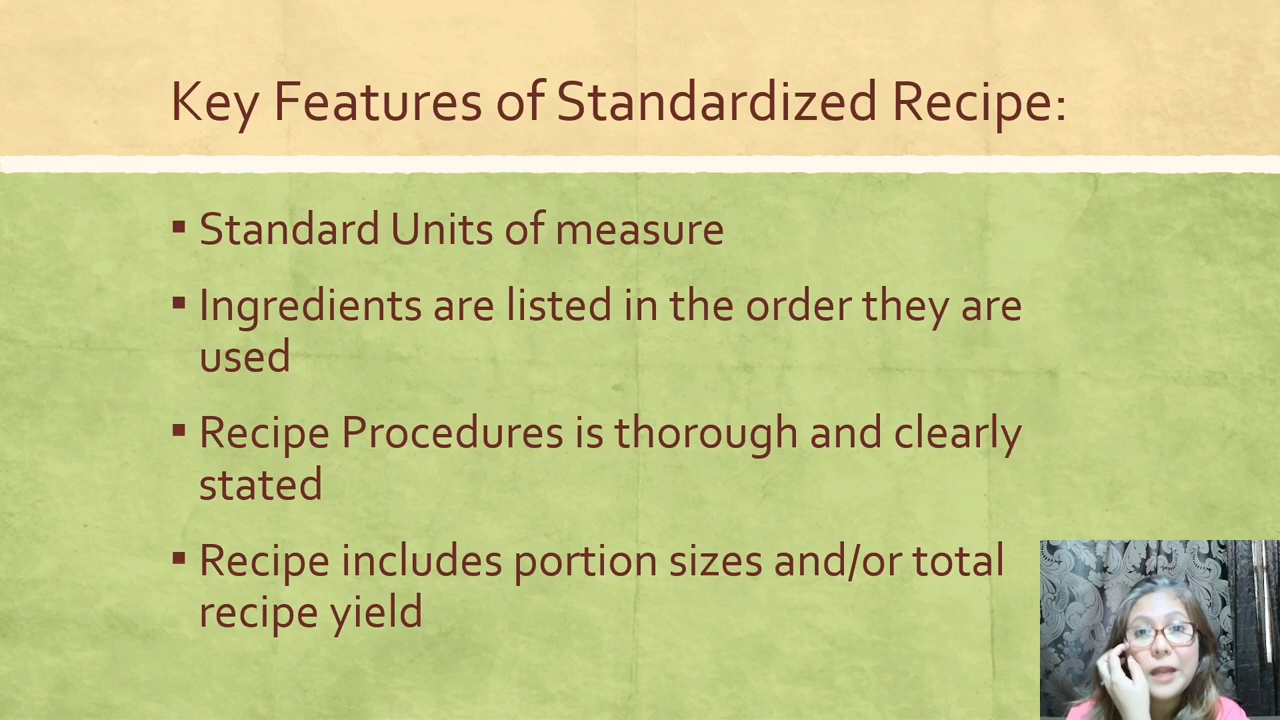 Key Features of Standardized Recipe:
▪ Standard Units of measure
▪ Ingredients are listed in the order they are
used
▪ Recipe Procedures is thorough and clearly
stated
▪ Recipe includes portion sizes and/or total
recipe yield